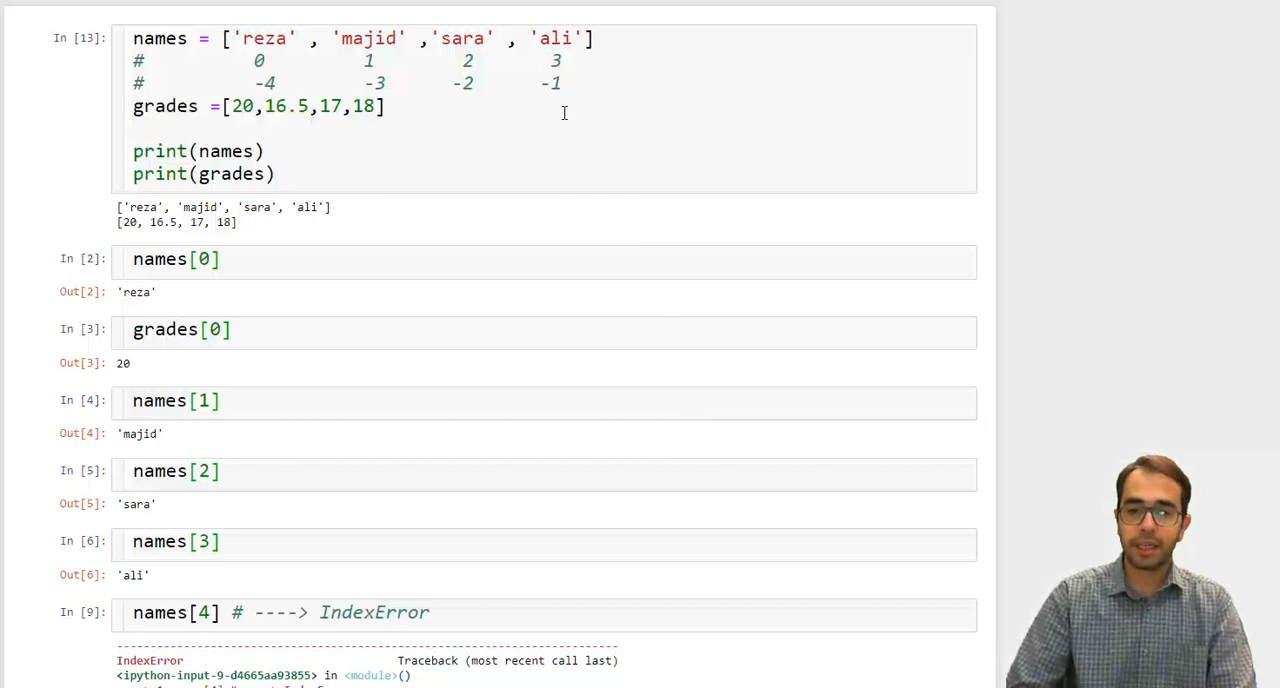 In [13]: names = ['reza' , 'majid' ,'sara' , 'ali']
# 0 1 2 3
# -4 -3 -2 -1
grades =[20,16.5,17,18]
print(names)
print(grades)
['reza', 'majid', 'sara', 'ali']
[20, 16.5, 17, 18]
In [2]: names[0]
Out[2]: 'reza'
In [3]: grades[0]
Out[3]: 20
In [4]: names[1]
Out[4]: 'majid'
In [5]: names[2]
Out[5]: 'sara'
In [6]: names[3]
Out[6]: 'ali'
In [9]: names[4] # ----> IndexError
---------------------------------------------------------------------------
IndexError Traceback (most recent call last)
<ipython-input-9-d4665aa93855> in <module>()